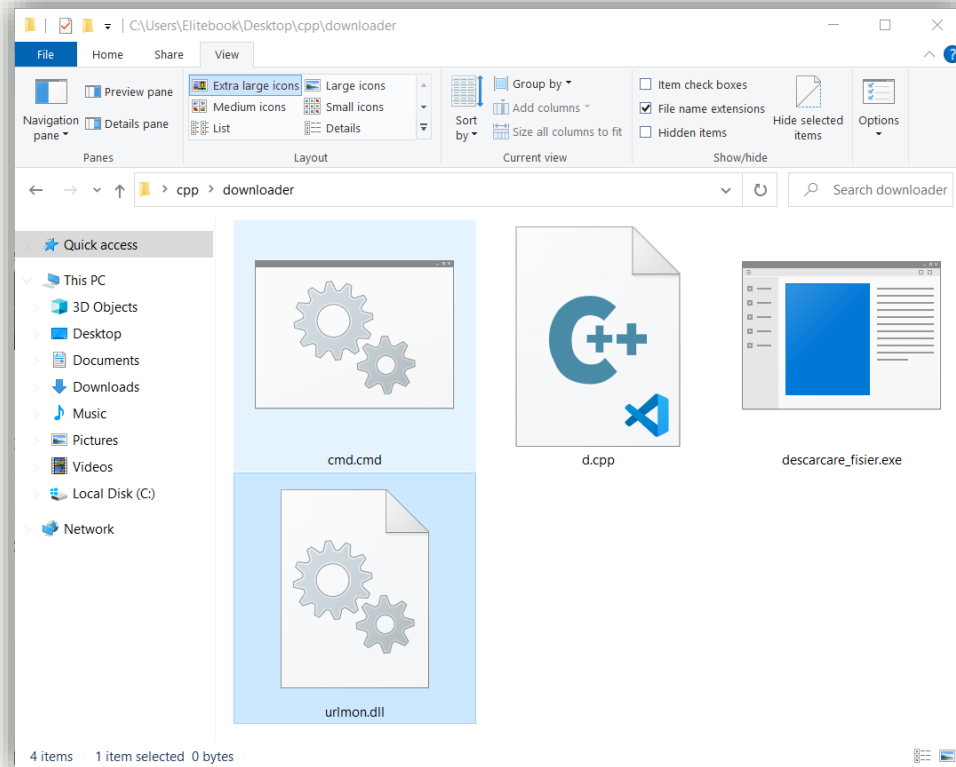 C:\Users\Elitebook\Desktop\cpp\downloader
File Home Share View
Navigation pane
Preview pane
Details pane
Panes
Extra large icons Large icons
Medium icons Small icons
List Details
Layout
Sort by
Group by
Add columns
Size all columns to fit
Current view
Item check boxes
File name extensions
Hidden items
Hide selected items
Show/hide
Options
cpp > downloader
Search downloader
Quick access
This PC
3D Objects
Desktop
Documents
Downloads
Music
Pictures
Videos
Local Disk (C:)
Network
C++
cmd.cmd d.cpp descarcare_fisier.exe
urlmon.dll
4 items 1 item selected 0 bytes